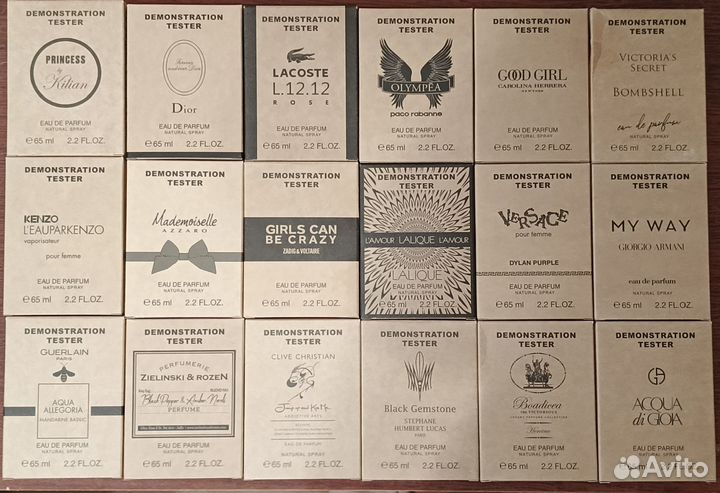 DEMONSTRATION
TESTER
PRINCESS
by
Kilian
EAU DE PARFUM
NATURAL SPRAY
℮65 ml 2.2 FL.OZ.
DEMONSTRATION
TESTER
Dior
EAU DE PARFUM
NATURAL SPRAY
℮65 ml 2.2 FL.OZ.
DEMONSTRATION
TESTER
LACOSTE
L.12.12
ROSE
EAU DE PARFUM
NATURAL SPRAY
℮65 ml 2.2 FL.OZ.
DEMONSTRATION
TESTER
OLYMPÉA
paco rabanne
EAU DE PARFUM
NATURAL SPRAY
℮65 ml 2.2 FL.OZ.
DEMONSTRATION
TESTER
GOOD GIRL
CAROLINA HERRERA
NEW YORK
EAU DE PARFUM
NATURAL SPRAY
℮65 ml 2.2 FL.OZ.
DEMONSTRATION
TESTER
VICTORIA'S
SECRET
BOMBSHELL
eau de parfum
NATURAL SPRAY
℮65 ml 2.2 FL.OZ.
DEMONSTRATION
TESTER
KENZO
L'EAUPARKENZO
vaporisateur
pour femme
EAU DE PARFUM
NATURAL SPRAY
℮65 ml 2.2 FL.OZ.
DEMONSTRATION
TESTER
Mademoiselle
AZZARO
EAU DE PARFUM
NATURAL SPRAY
℮65 ml 2.2 FL.OZ.
DEMONSTRATION
TESTER
GIRLS CAN
BE CRAZY
ZADIG & VOLTAIRE
EAU DE PARFUM
NATURAL SPRAY
℮65 ml 2.2 FL.OZ.
DEMONSTRATION
TESTER
L'AMOUR LALIQUE L'AMOUR
LALIQUE
EAU DE PARFUM
NATURAL SPRAY
℮65 ml 2.2 FL.OZ.
DEMONSTRATION
TESTER
VERSACE
pour femme
DYLAN PURPLE
EAU DE PARFUM
NATURAL SPRAY
℮65 ml 2.2 FL.OZ.
DEMONSTRATION
TESTER
MY WAY
GIORGIO ARMANI
eau de parfum
NATURAL SPRAY
℮65 ml 2.2 FL.OZ.
DEMONSTRATION
TESTER
GUERLAIN
PARIS
AQUA
ALLEGORIA
MANDARINE BASILIC
EAU DE PARFUM
NATURAL SPRAY
℮65 ml 2.2 FL.OZ.
DEMONSTRATION
TESTER
PERFUMERIE
ZIELINSKI & ROZEN
Black Pepper & Amber Neroli
PERFUME
EAU DE PARFUM
NATURAL SPRAY
℮65 ml 2.2 FL.OZ.
DEMONSTRATION
TESTER
CLIVE CHRISTIAN
Jump up and Kiss Me
ADDICTIVE ARTS
EAU DE PARFUM
NATURAL SPRAY
℮65 ml 2.2 FL.OZ.
DEMONSTRATION
TESTER
Black Gemstone
STEPHANE
HUMBERT LUCAS
PARIS
EAU DE PARFUM
NATURAL SPRAY
℮65 ml 2.2 FL.OZ.
DEMONSTRATION
TESTER
Boadicea
THE VICTORIOUS
Heroine
EAU DE PARFUM
NATURAL SPRAY
℮65 ml 2.2 FL.OZ.
DEMONSTRATION
TESTER
GA
ACQUA
di GIOIA
EAU DE PARFUM
NATURAL SPRAY
℮65 ml 2.2 FL.OZ.
Avito